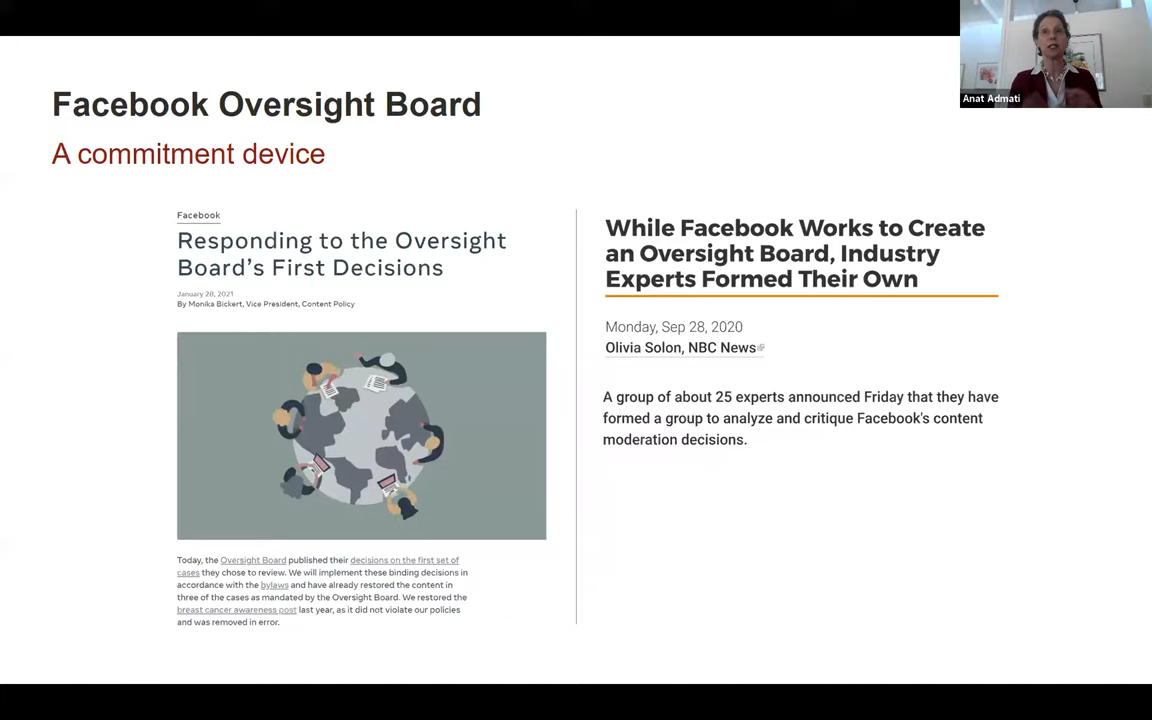 Facebook Oversight Board
A commitment device
Facebook
Responding to the Oversight
Board's First Decisions
January 28, 2021
By Monika Bickert, Vice President, Content Policy
Today, the Oversight Board published their decisions on the first set of
cases they chose to review. We will implement these binding decisions in
accordance with the bylaws and have already restored the content in
three of the cases as mandated by the Oversight Board. We restored the
breast cancer awareness post last year, as it did not violate our policies
and was removed in error.
While Facebook Works to Create
an Oversight Board, Industry
Experts Formed Their Own
Monday, Sep 28, 2020
Olivia Solon, NBC News
A group of about 25 experts announced Friday that they have
formed a group to analyze and critique Facebook's content
moderation decisions.
Anat Admati